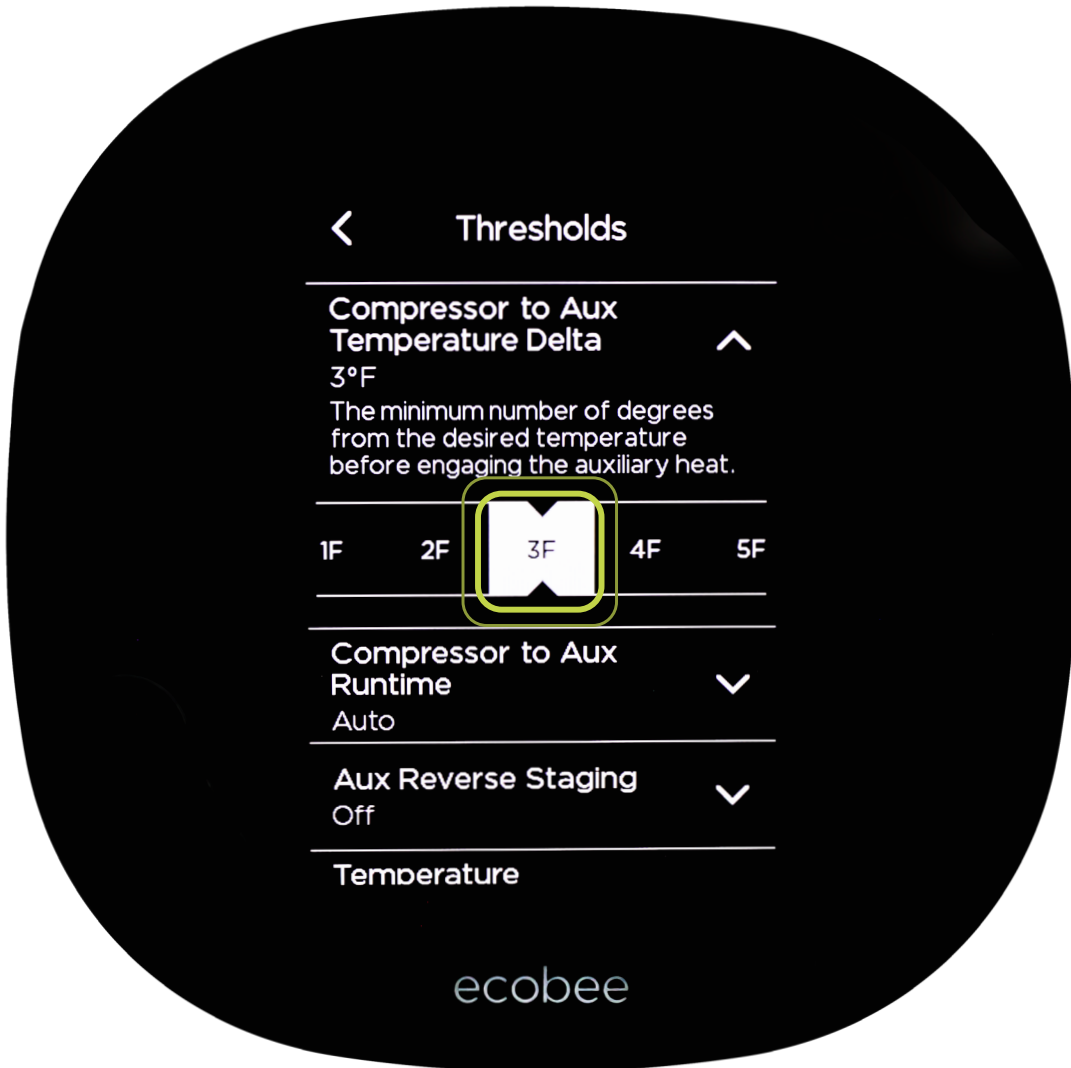 Thresholds
Compressor to Aux
Temperature Delta
3°F
The minimum number of degrees
from the desired temperature
before engaging the auxiliary heat.
1F 2F 3F 4F 5F
Compressor to Aux
Runtime
Auto
Aux Reverse Staging
Off
Temperature
ecobee